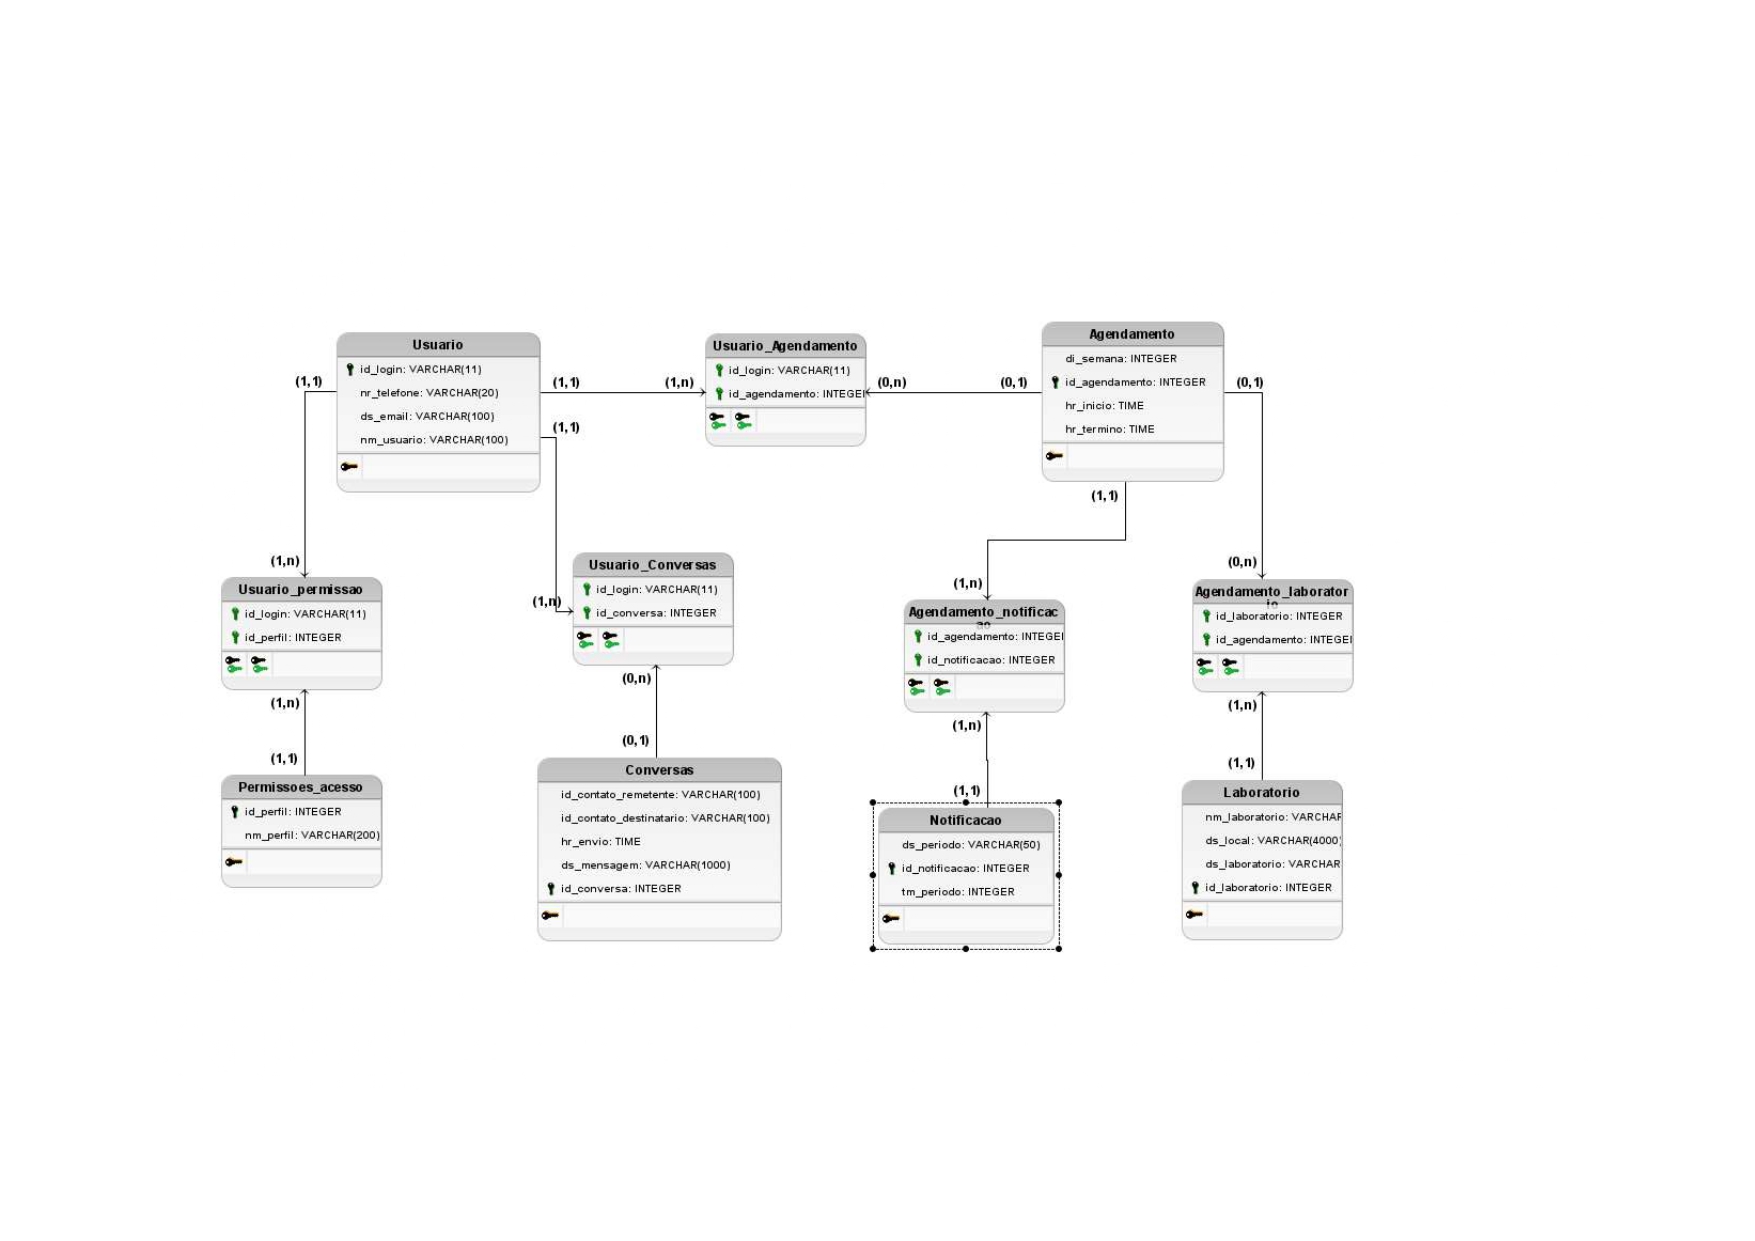 Usuario
id_login: VARCHAR(11)
nr_telefone: VARCHAR(20)
ds_email: VARCHAR(100)
nm_usuario: VARCHAR(100)
(1,1)
(1,n)
(1,1)
(1,n)
(1,1)
(1,n)
Usuario_Agendamento
id_login: VARCHAR(11)
id_agendamento: INTEGE
(0,n)
(0,1)
Agendamento
di_semana: INTEGER
id_agendamento: INTEGER
hr_inicio: TIME
hr_termino: TIME
(0,1)
(0,n)
(1,1)
(1,n)
Usuario_permissao
id_login: VARCHAR(11)
id_perfil: INTEGER
(1,n)
(1,1)
Usuario_Conversas
id_login: VARCHAR(11)
id_conversa: INTEGER
(0,n)
(0,1)
Agendamento_notificac
ao
id_agendamento: INTEGE
id_notificacao: INTEGER
(1,n)
(1,1)
Agendamento_laborator
io
id_laboratorio: INTEGER
id_agendamento: INTEGE
(1,n)
(1,1)
Permissoes_acesso
id_perfil: INTEGER
nm_perfil: VARCHAR(200)
Conversas
id_contato_remetente: VARCHAR(100)
id_contato_destinatario: VARCHAR(100)
hr_envio: TIME
ds_mensagem: VARCHAR(1000)
id_conversa: INTEGER
Notificacao
ds_periodo: VARCHAR(50)
id_notificacao: INTEGER
tm_periodo: INTEGER
Laboratorio
nm_laboratorio: VARCHAR
ds_local: VARCHAR(4000)
ds_laboratorio: VARCHAR
id_laboratorio: INTEGER